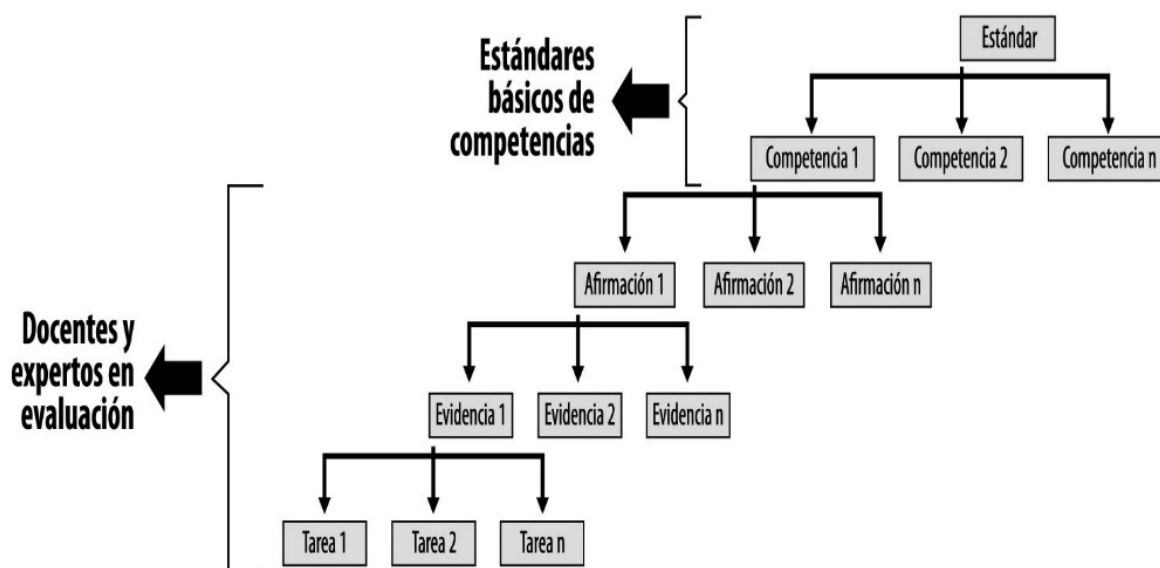 Estándar
Estándares
básicos de
competencias
Competencia 1
Competencia 2
Competencia n
Afirmación 1
Afirmación 2
Afirmación n
Docentes y
expertos en
evaluación
Evidencia 1
Evidencia 2
Evidencia n
Tarea 1
Tarea 2
Tarea n